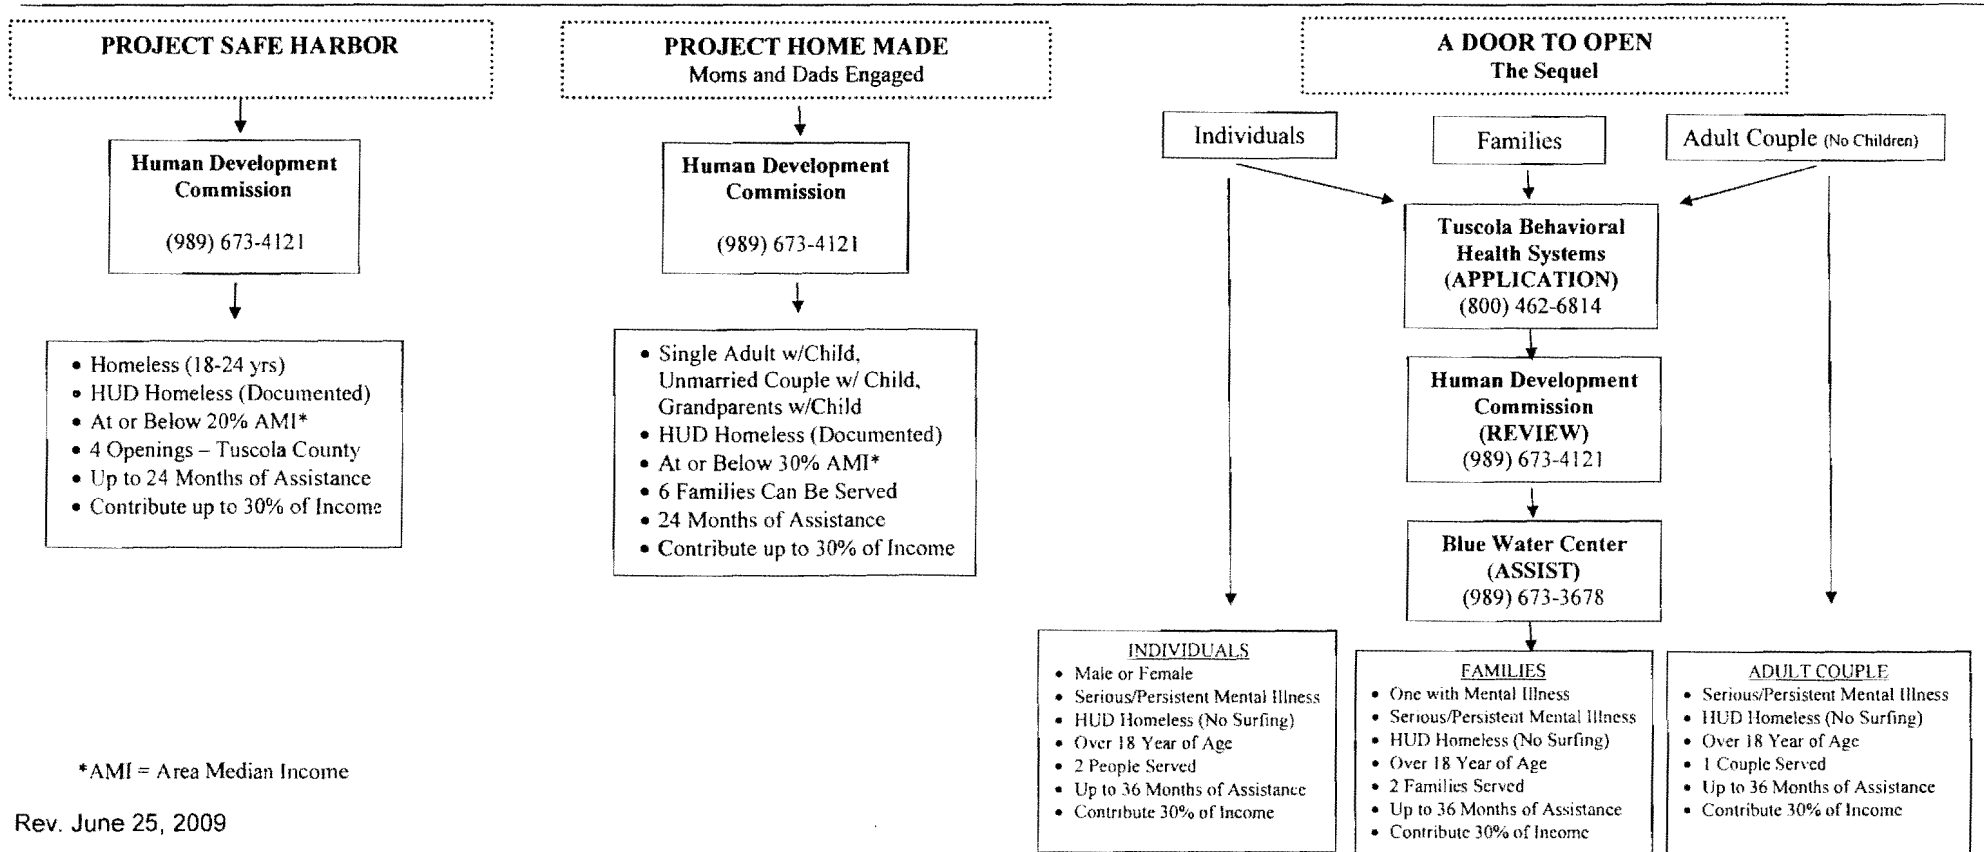 PROJECT SAFE HARBOR
Human Development
Commission
(989) 673-4121
• Homeless (18-24 yrs)
• HUD Homeless (Documented)
• At or Below 20% AMI*
• 4 Openings – Tuscola County
• Up to 24 Months of Assistance
• Contribute up to 30% of Income
PROJECT HOME MADE
Moms and Dads Engaged
Human Development
Commission
(989) 673-4121
• Single Adult w/Child,
Unmarried Couple w/ Child,
Grandparents w/Child
• HUD Homeless (Documented)
• At or Below 30% AMI*
• 6 Families Can Be Served
• 24 Months of Assistance
• Contribute up to 30% of Income
A DOOR TO OPEN
The Sequel
Individuals
Families
Adult Couple (No Children)
Tuscola Behavioral
Health Systems
(APPLICATION)
(800) 462-6814
Human Development
Commission
(REVIEW)
(989) 673-4121
Blue Water Center
(ASSIST)
(989) 673-3678
INDIVIDUALS
• Male or Female
• Serious/Persistent Mental Illness
• HUD Homeless (No Surfing)
• Over 18 Year of Age
• 2 People Served
• Up to 36 Months of Assistance
• Contribute 30% of Income
FAMILIES
• One with Mental Illness
• Serious/Persistent Mental Illness
• HUD Homeless (No Surfing)
• Over 18 Year of Age
• 2 Families Served
• Up to 36 Months of Assistance
• Contribute 30% of Income
ADULT COUPLE
• Serious/Persistent Mental Illness
• HUD Homeless (No Surfing)
• Over 18 Year of Age
• 1 Couple Served
• Up to 36 Months of Assistance
• Contribute 30% of Income
*AMI = Area Median Income
Rev. June 25, 2009